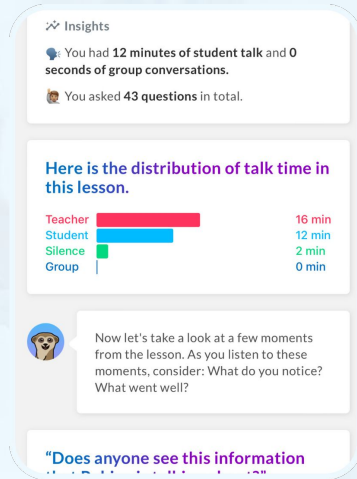 Insights
You had 12 minutes of student talk and 0
seconds of group conversations.
You asked 43 questions in total.
Here is the distribution of talk time in
this lesson.
Teacher 16 min
Student 12 min
Silence 2 min
Group 0 min
Now let's take a look at a few moments
from the lesson. As you listen to these
moments, consider: What do you notice?
What went well?
“Does anyone see this information